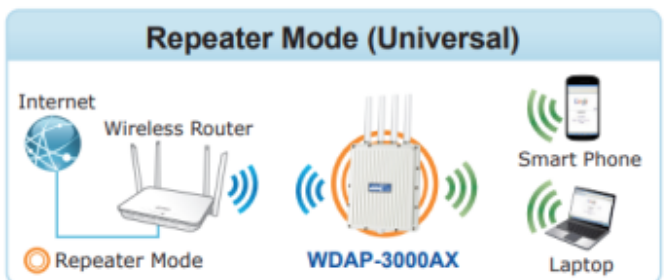 Repeater Mode (Universal)
Internet
Wireless Router
Smart Phone
Repeater Mode
WDAP-3000AX
Laptop